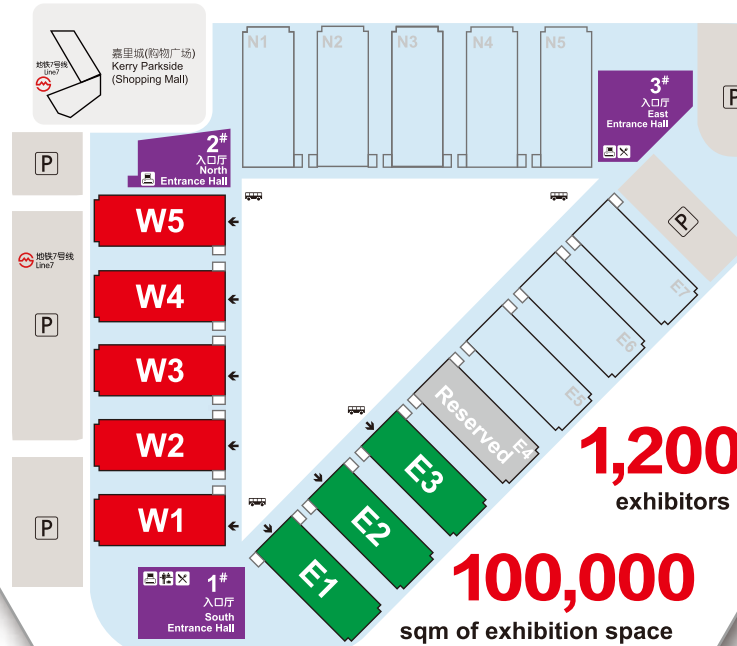 嘉里城(购物广场)
Kerry Parkside
(Shopping Mall)
地铁7号线
Line7
N1
N2
N3
N4
N5
3#
入口厅
East
Entrance Hall
P
2#
入口厅
North
Entrance Hall
P
W5
地铁7号线
Line7
P
W4
W3
W2
W1
P
P
E7
E6
E5
Reserved
E4
E3
E2
E1
1#
入口厅
South
Entrance Hall
1,200
exhibitors
100,000
sqm of exhibition space